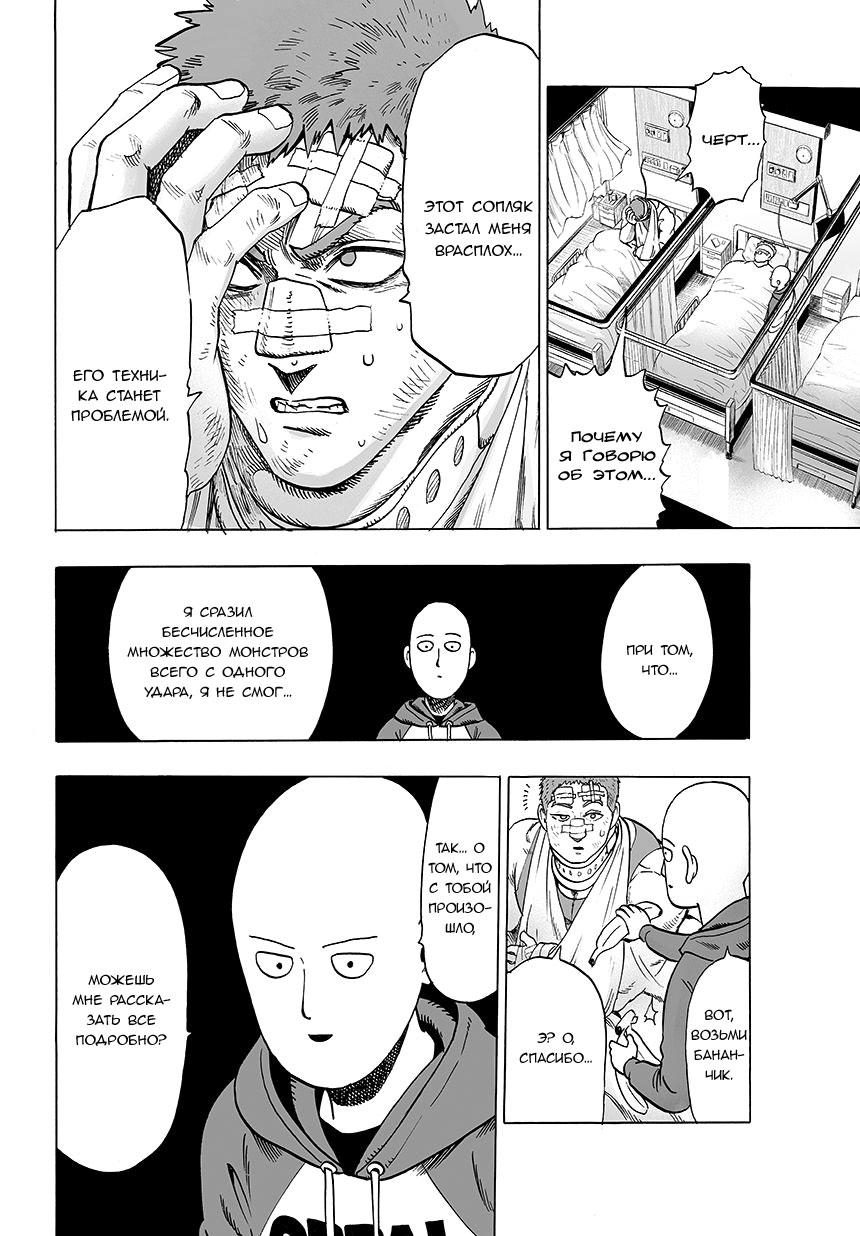 ЧЕРТ...
ПОЧЕМУ
Я ГОВОРЮ
ОБ ЭТОМ...
ЭТОТ СОПЛЯК
ЗАСТАЛ МЕНЯ
ВРАСПЛОХ...
ЕГО ТЕХНИ-
КА СТАНЕТ
ПРОБЛЕМОЙ.
ПРИ ТОМ,
ЧТО...
Я СРАЗИЛ
БЕСЧИСЛЕННОЕ
МНОЖЕСТВО МОНСТРОВ
ВСЕГО С ОДНОГО
УДАРА, Я НЕ СМОГ...
ВОТ,
ВОЗЬМИ
БАНАН-
ЧИК.
Э? О,
СПАСИБО...
ТАК... О
ТОМ, ЧТО
С ТОБОЙ
ПРОИЗО-
ШЛО,
МОЖЕШЬ
МНЕ РАССКА-
ЗАТЬ ВСЕ
ПОДРОБНО?